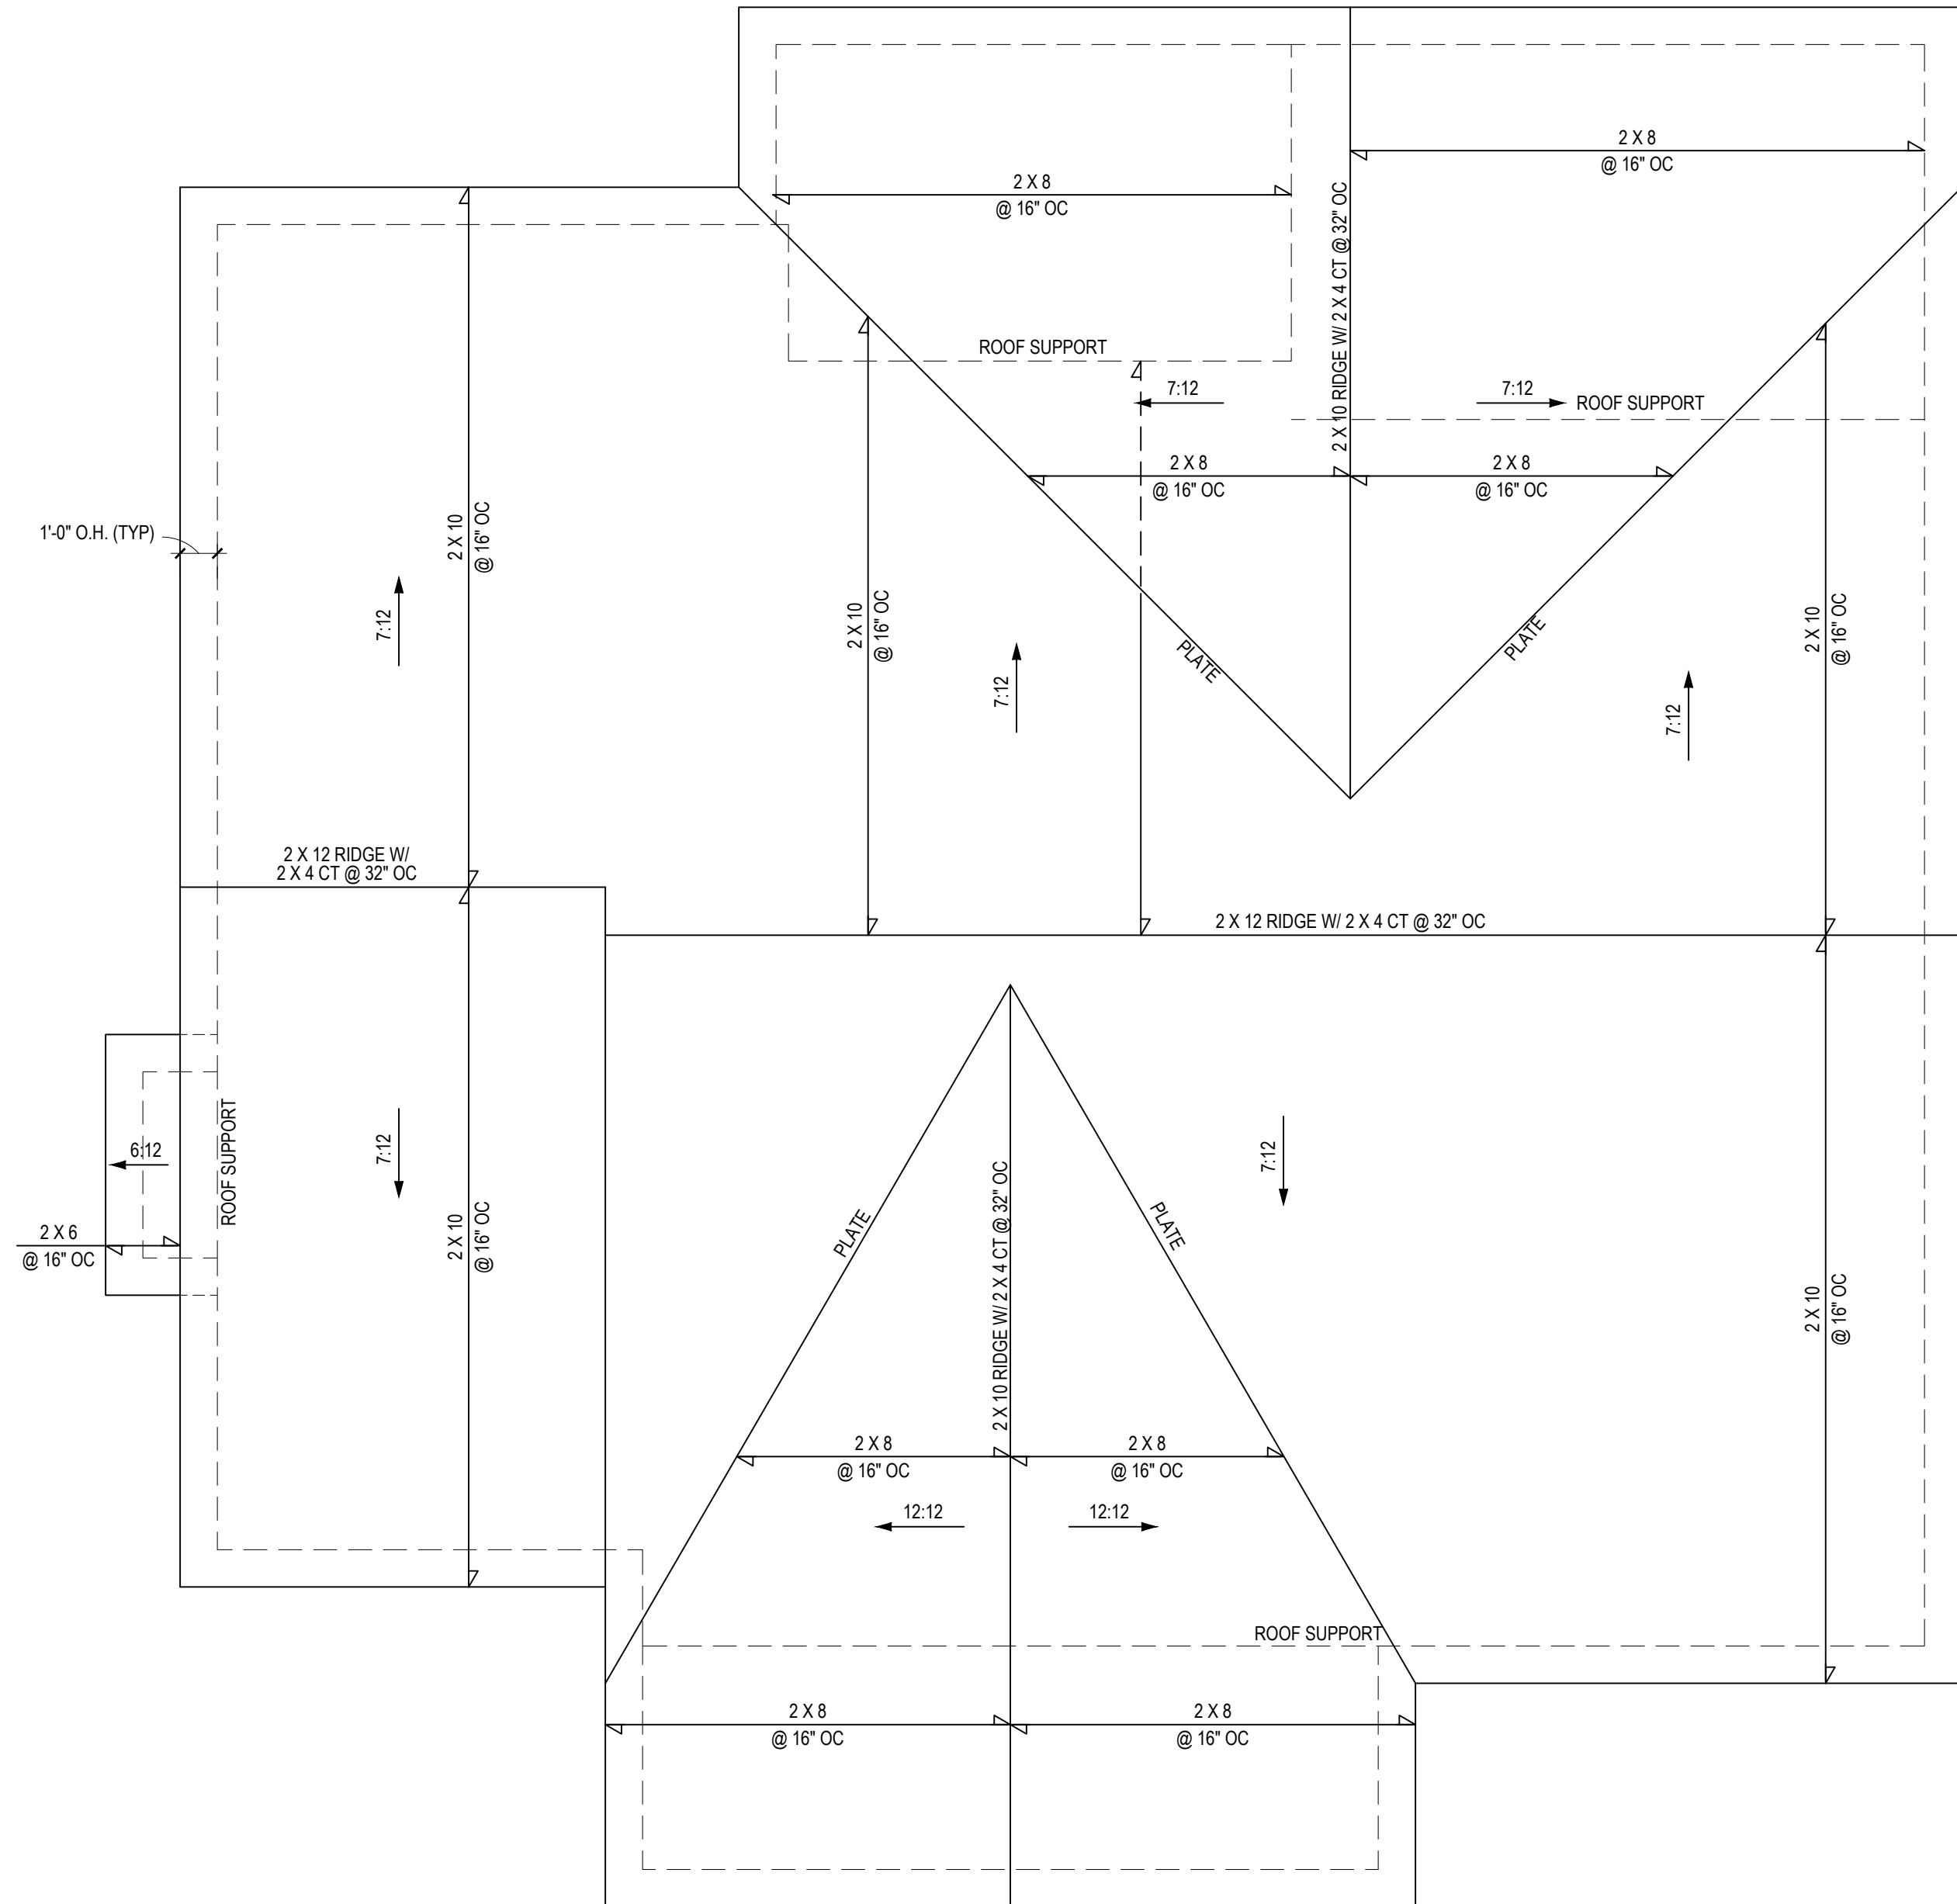 2 X 8
@ 16" OC
2 X 8
@ 16" OC
2 X 10 RIDGE W/ 2 X 4 CT @ 32" OC
ROOF SUPPORT
7:12
7:12
ROOF SUPPORT
2 X 8
@ 16" OC
2 X 8
@ 16" OC
1'-0" O.H. (TYP)
2 X 10
@ 16" OC
7:12
2 X 10
@ 16" OC
7:12
PLATE
PLATE
7:12
2 X 10
@ 16" OC
2 X 12 RIDGE W/
2 X 4 CT @ 32" OC
2 X 12 RIDGE W/ 2 X 4 CT @ 32" OC
6:12
ROOF SUPPORT
7:12
2 X 6
@ 16" OC
2 X 10
@ 16" OC
PLATE
2 X 10 RIDGE W/ 2 X 4 CT @ 32" OC
PLATE
7:12
2 X 10
@ 16" OC
2 X 8
@ 16" OC
2 X 8
@ 16" OC
12:12
12:12
ROOF SUPPORT
2 X 8
@ 16" OC
2 X 8
@ 16" OC